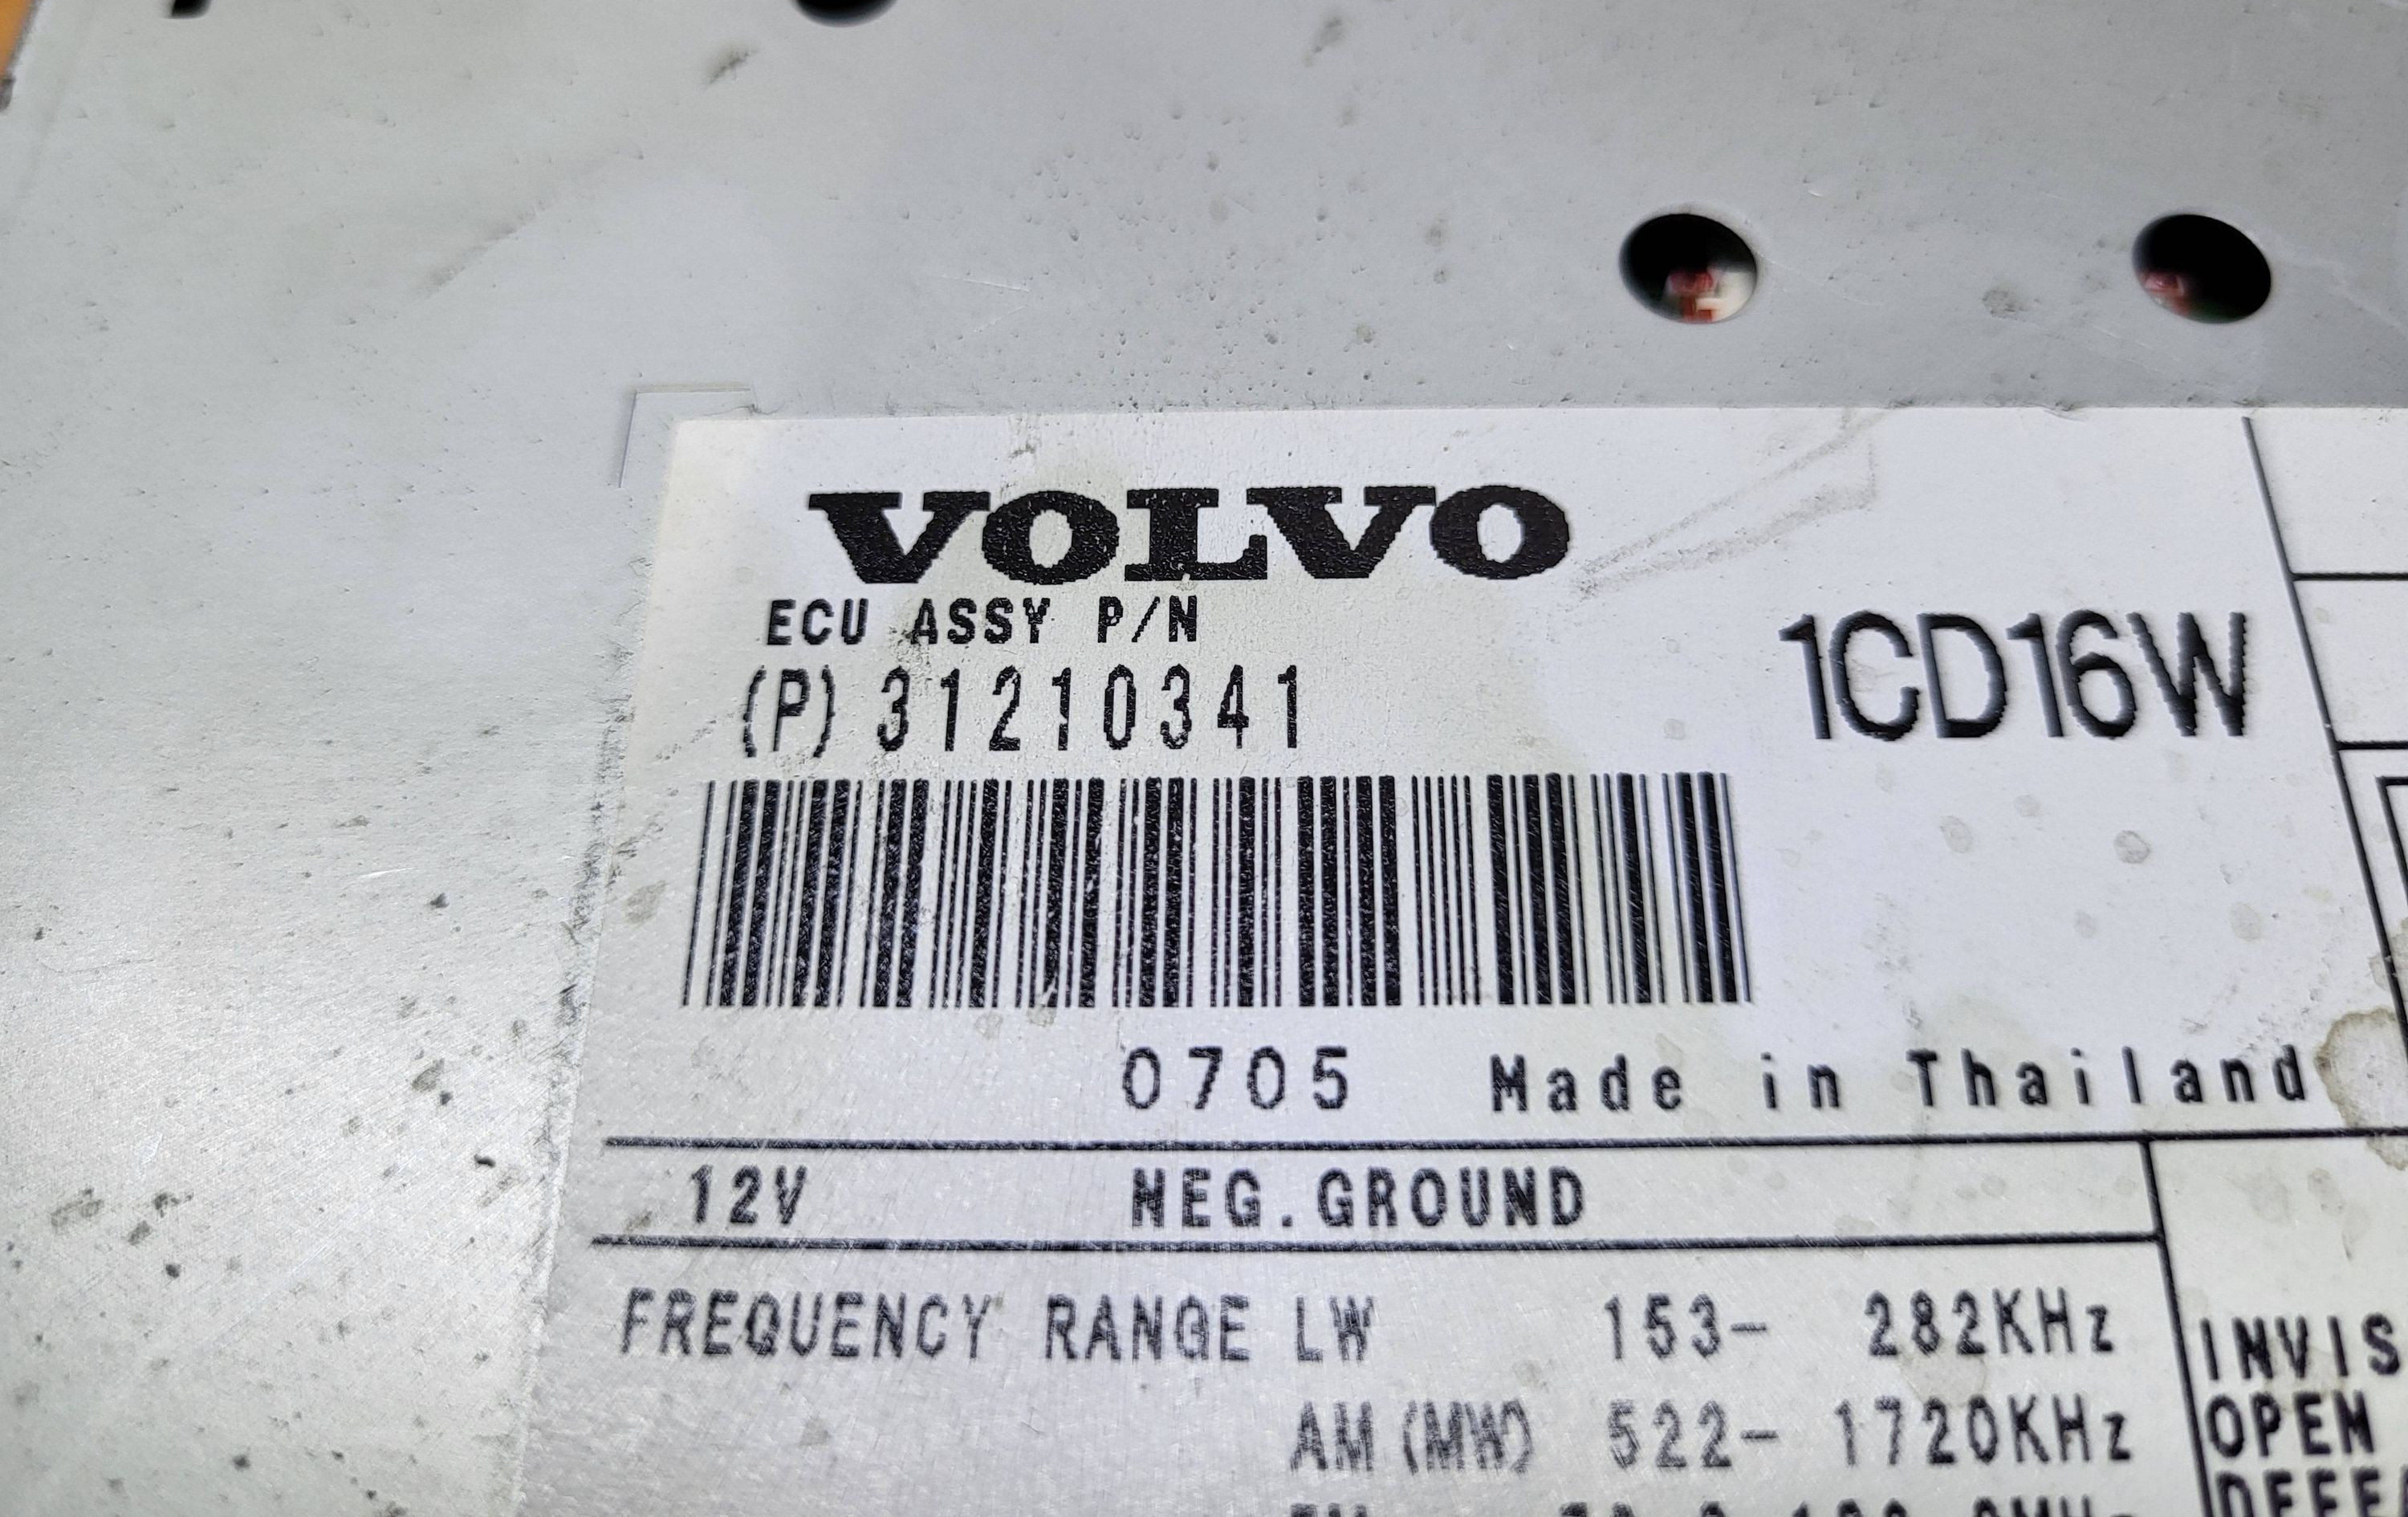 VOLVO
ECU ASSY P/N
(P) 31210341
1CD16W
0705 Made in Thailand
12V NEG.GROUND
FREQUENCY RANGE LW 153- 282KHz
AM (MW) 522- 1720KHz
INVIS
OPEN